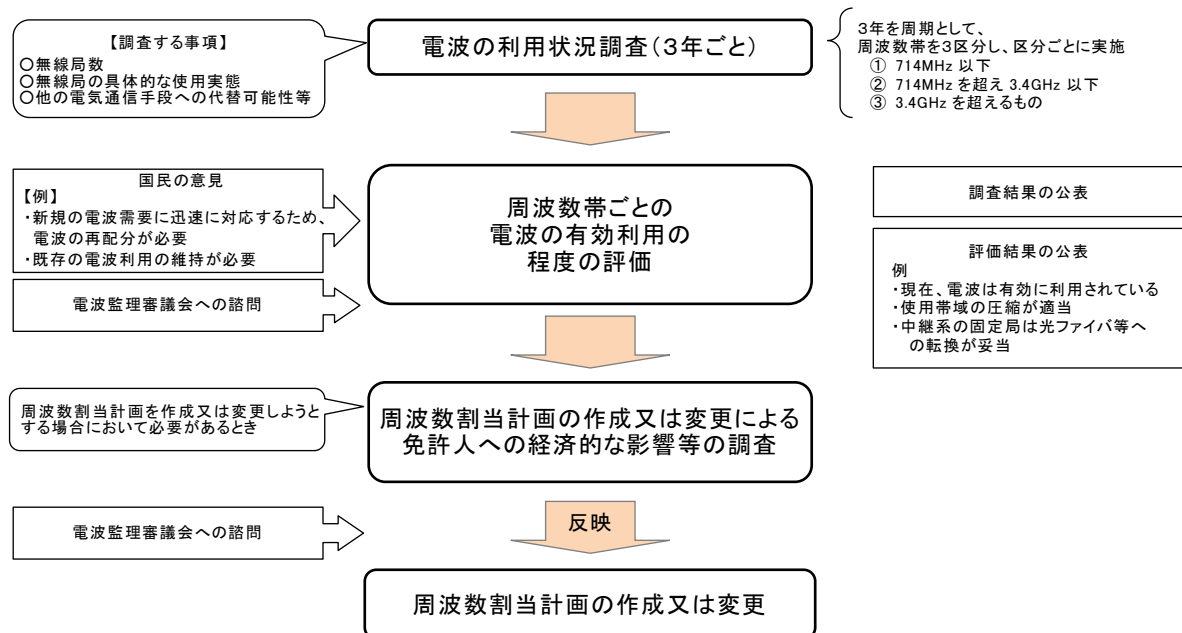 電波の利用状況調査(3年ごと)
【調査する事項】
○無線局数
○無線局の具体的な使用実態
○他の電気通信手段への代替可能性等
3年を周期として、
周波数帯を3区分し、区分ごとに実施
① 714MHz 以下
② 714MHz を超え 3.4GHz 以下
③ 3.4GHz を超えるもの
国民の意見
【例】
・新規の電波需要に迅速に対応するため、
電波の再配分が必要
・既存の電波利用の維持が必要
電波監理審議会への諮問
周波数帯ごとの
電波の有効利用の
程度の評価
調査結果の公表
評価結果の公表
例
・現在、電波は有効に利用されている
・使用帯域の圧縮が適当
・中継系の固定局は光ファイバ等へ
の転換が妥当
周波数割当計画を作成又は変更しようと
する場合において必要があるとき
周波数割当計画の作成又は変更による
免許人への経済的な影響等の調査
電波監理審議会への諮問
反映
周波数割当計画の作成又は変更